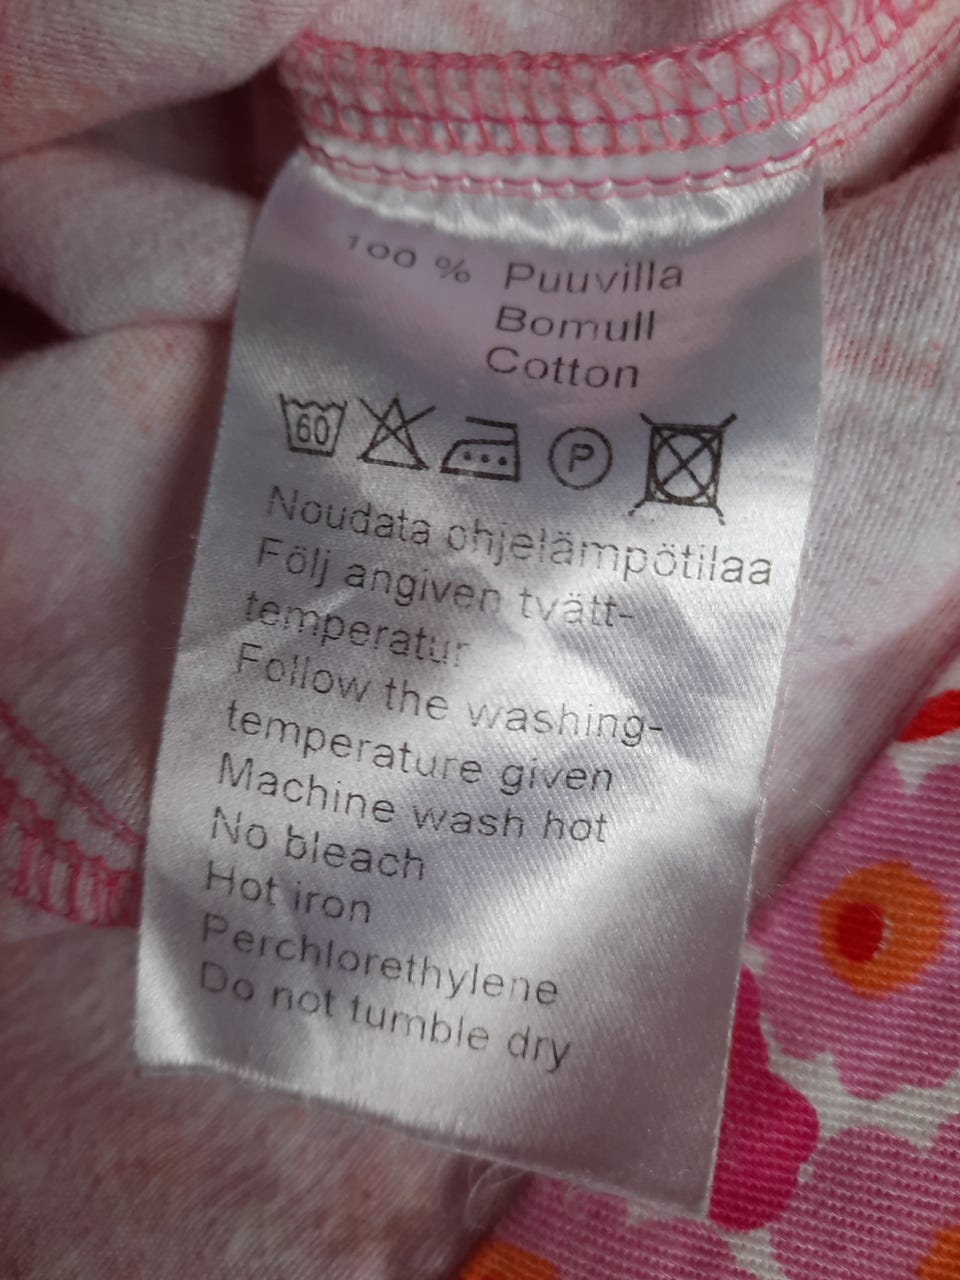 100 % Puuvilla
Bomull
Cotton
60 P
Noudata ohjelämpötilaa
Följ angiven tvätt-
temperatur
Follow the washing-
temperature given
Machine wash hot
No bleach
Hot iron
Perchlorethylene
Do not tumble dry